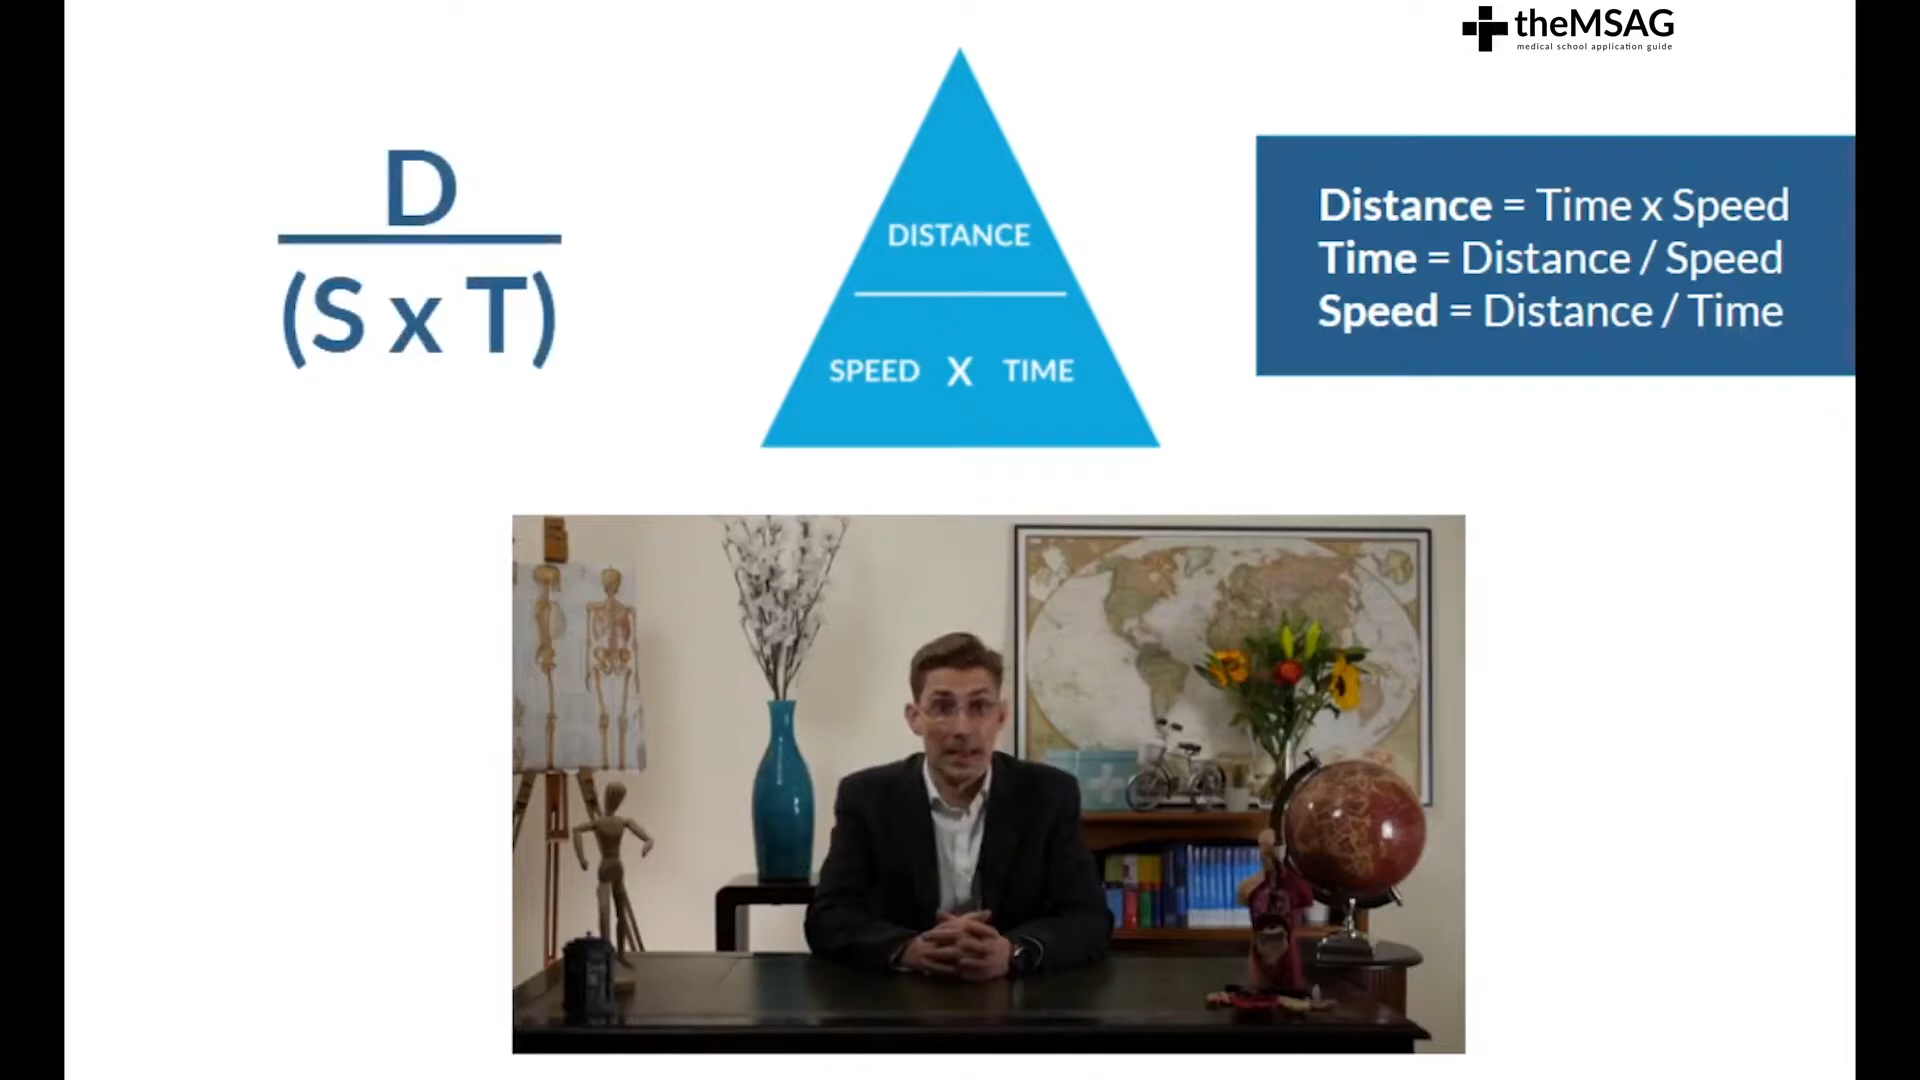 theMSAG
medical school application guide
D
(S x T)
DISTANCE
SPEED X TIME
Distance = Time x Speed
Time = Distance / Speed
Speed = Distance / Time